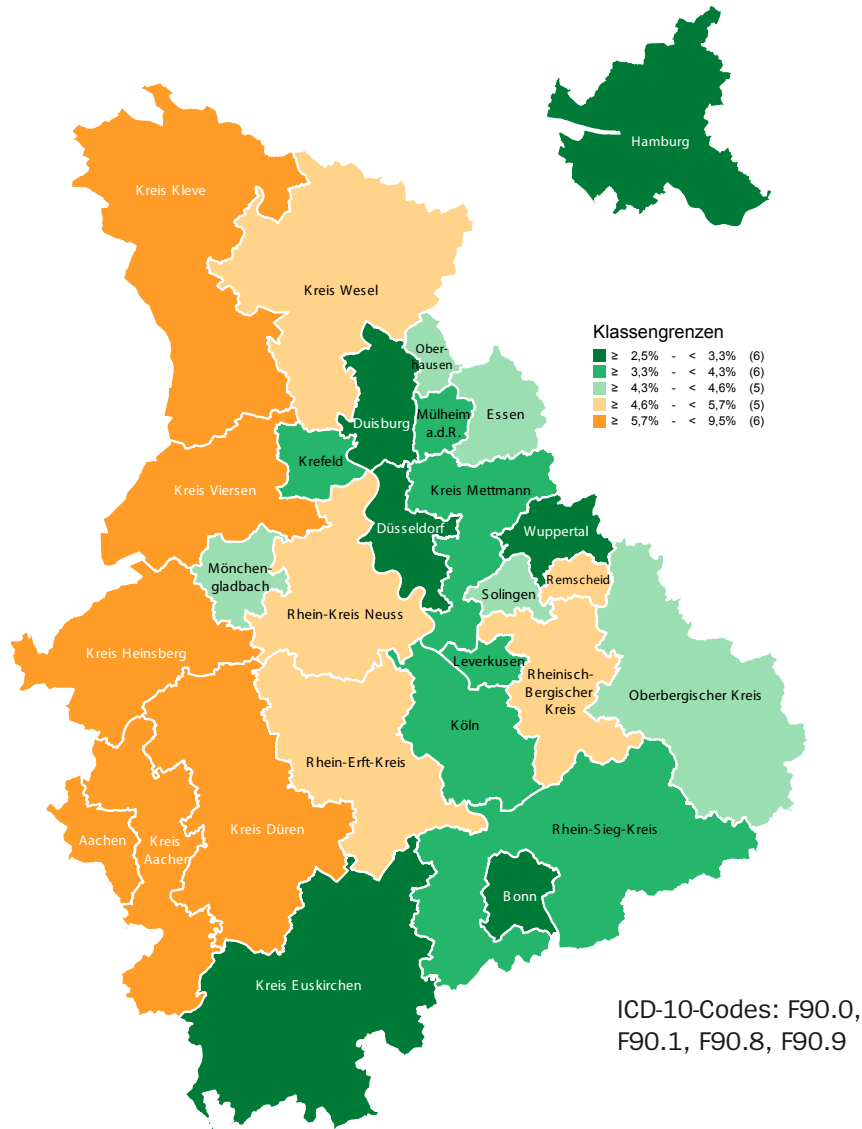 Hamburg
Kreis Kleve
Kreis Wesel
Klassengrenzen
≥ 2,5% - < 3,3% (6)
≥ 3,3% - < 4,3% (6)
≥ 4,3% - < 4,6% (5)
≥ 4,6% - < 5,7% (5)
≥ 5,7% - < 9,5% (6)
Ober-
hausen
Duisburg
Mülheim
a.d.R.
Essen
Krefeld
Kreis Viersen
Kreis Mettmann
Düsseldorf
Wuppertal
Mönchen-
gladbach
Remscheid
Solingen
Rhein-Kreis Neuss
Kreis Heinsberg
Leverkusen
Rheinisch-
Bergischer
Kreis
Oberbergischer Kreis
Köln
Rhein-Erft-Kreis
Aachen
Kreis
Aachen
Kreis Düren
Rhein-Sieg-Kreis
Bonn
Kreis Euskirchen
ICD-10-Codes: F90.0,
F90.1, F90.8, F90.9